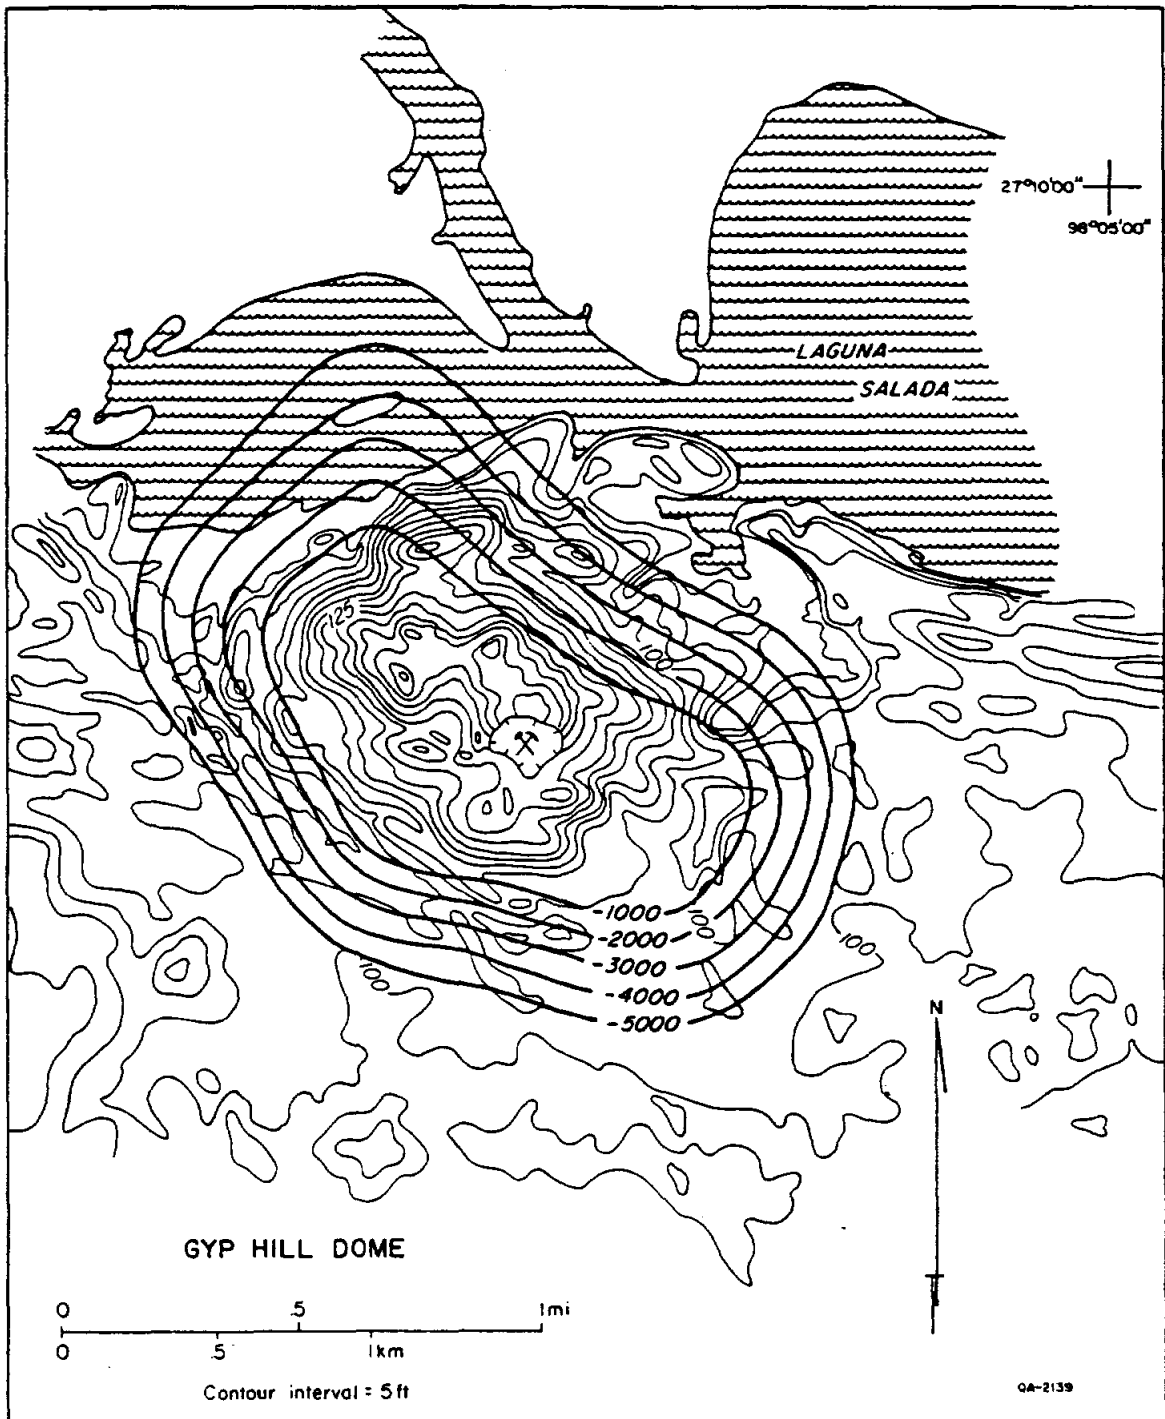 27°10'00"
98°05'00"
LAGUNA
SALADA
125
100
-1000
100
-2000
100
-3000
100
-4000
-5000
N
GYP HILL DOME
0 .5 1mi
0 .5 1km
Contour interval = 5 ft
QA-2139